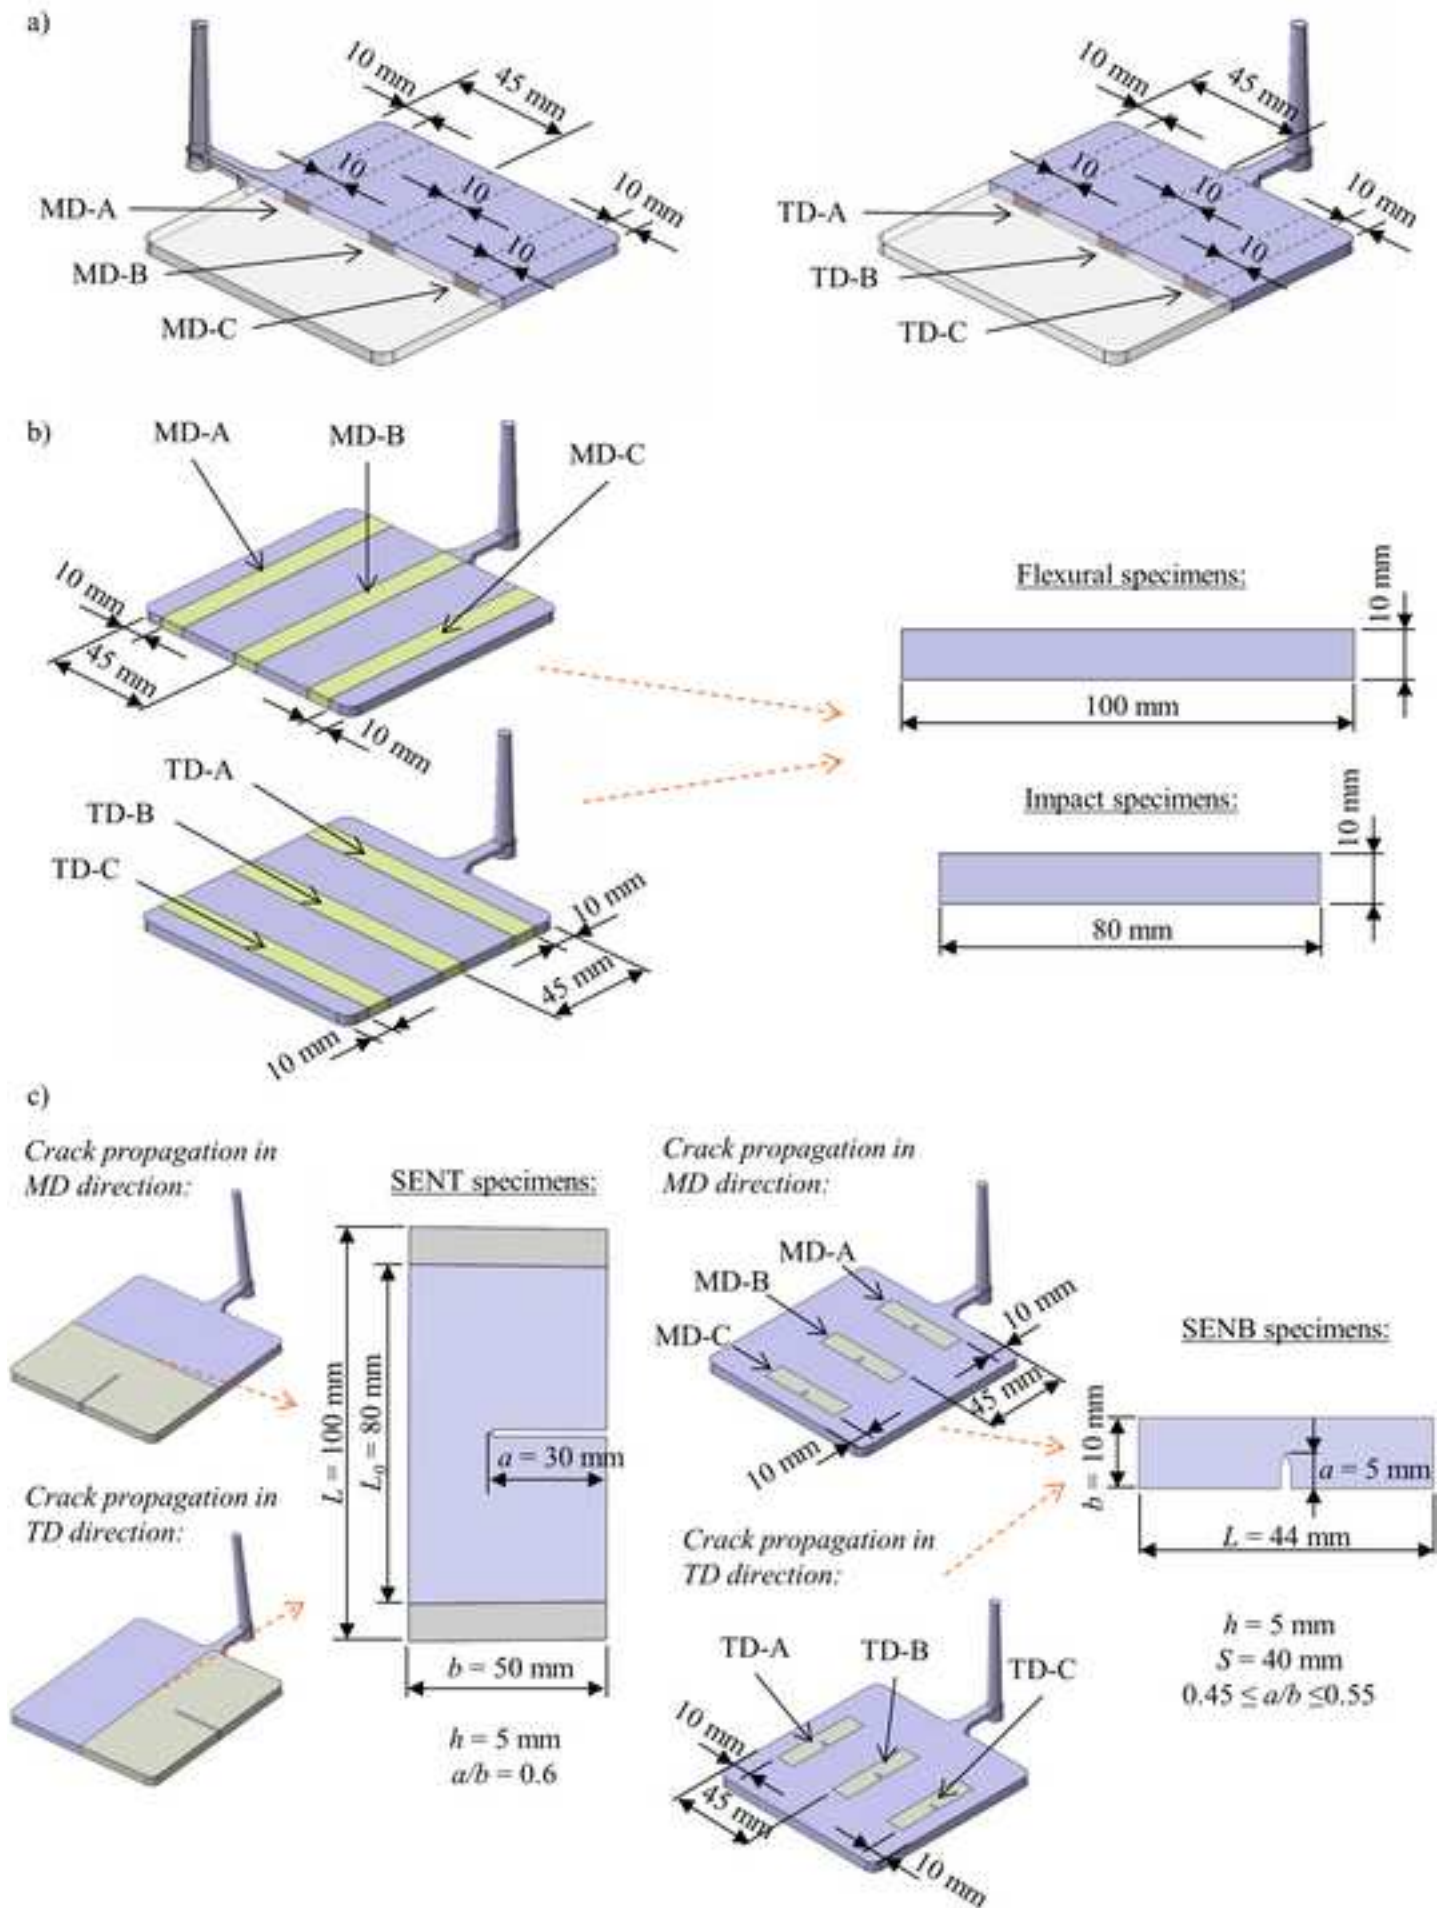 a)
10 mm
45 mm
10
10
10 mm
10
MD-A
MD-B
MD-C
10 mm
45 mm
10
10
10 mm
10
TD-A
TD-B
TD-C
b)
MD-A
MD-B
MD-C
10 mm
45 mm
10 mm
TD-A
TD-B
TD-C
10 mm
45 mm
10 mm
Flexural specimens:
10 mm
100 mm
Impact specimens:
10 mm
80 mm
c)
Crack propagation in
MD direction:
Crack propagation in
TD direction:
SENT specimens:
L = 100 mm
L₀ = 80 mm
a = 30 mm
b = 50 mm
h = 5 mm
a/b = 0.6
Crack propagation in
MD direction:
MD-A
MD-B
MD-C
10 mm
45 mm
10 mm
Crack propagation in
TD direction:
TD-A
TD-B
TD-C
10 mm
45 mm
10 mm
SENB specimens:
b = 10 mm
a = 5 mm
L = 44 mm
h = 5 mm
S = 40 mm
0.45 ≤ a/b ≤0.55